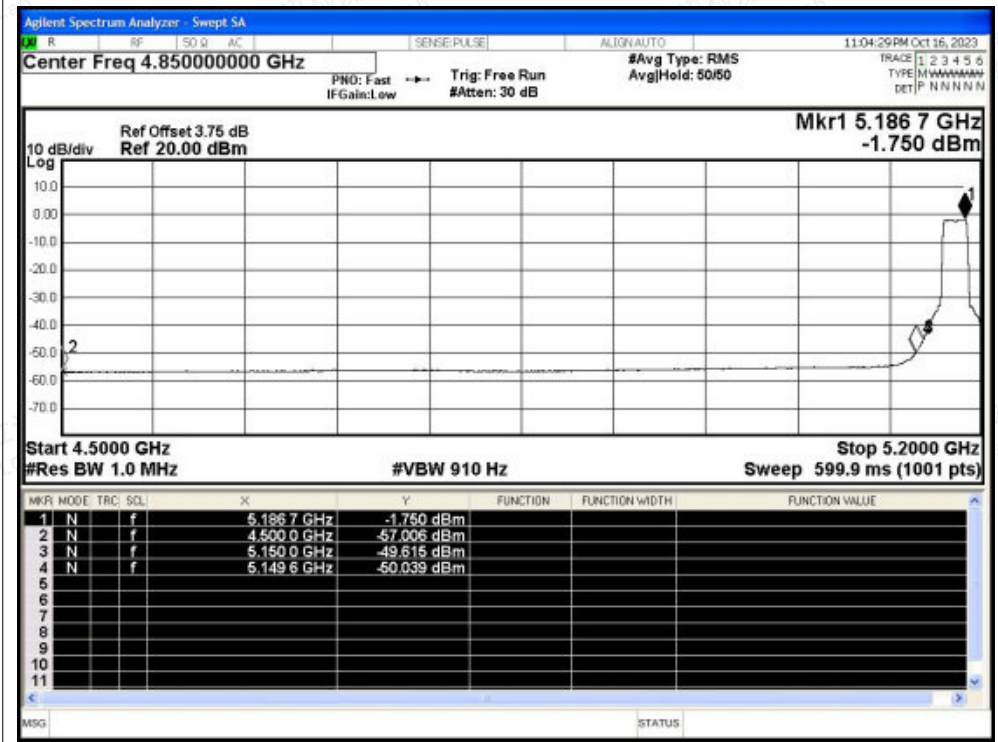 Agilent Spectrum Analyzer - Swept SA
R RF 50 Ω AC SENSE:PULSE ALIGN AUTO 11:04:29 PM Oct 16, 2023
Center Freq 4.850000000 GHz #Avg Type: RMS TRACE 1 2 3 4 5 6
PNO: Fast Trig: Free Run Avg|Hold: 50/50 TYPE M
IFGain:Low #Atten: 30 dB DET P N N N N N
Mkr1 5.186 7 GHz
Ref Offset 3.75 dB
10 dB/div Ref 20.00 dBm -1.750 dBm
Log
10.0
1
0.00
-10.0
-20.0
-30.0
-40.0
-50.0 2
-60.0
-70.0
Start 4.5000 GHz Stop 5.2000 GHz
#Res BW 1.0 MHz #VBW 910 Hz Sweep 599.9 ms (1001 pts)
MKR MODE TRC SCL X Y FUNCTION FUNCTION WIDTH FUNCTION VALUE
1 N f 5.186 7 GHz -1.750 dBm
2 N f 4.500 0 GHz -57.006 dBm
3 N f 5.150 0 GHz -49.615 dBm
4 N f 5.149 6 GHz -50.039 dBm
5
6
7
8
9
10
11
MSG STATUS